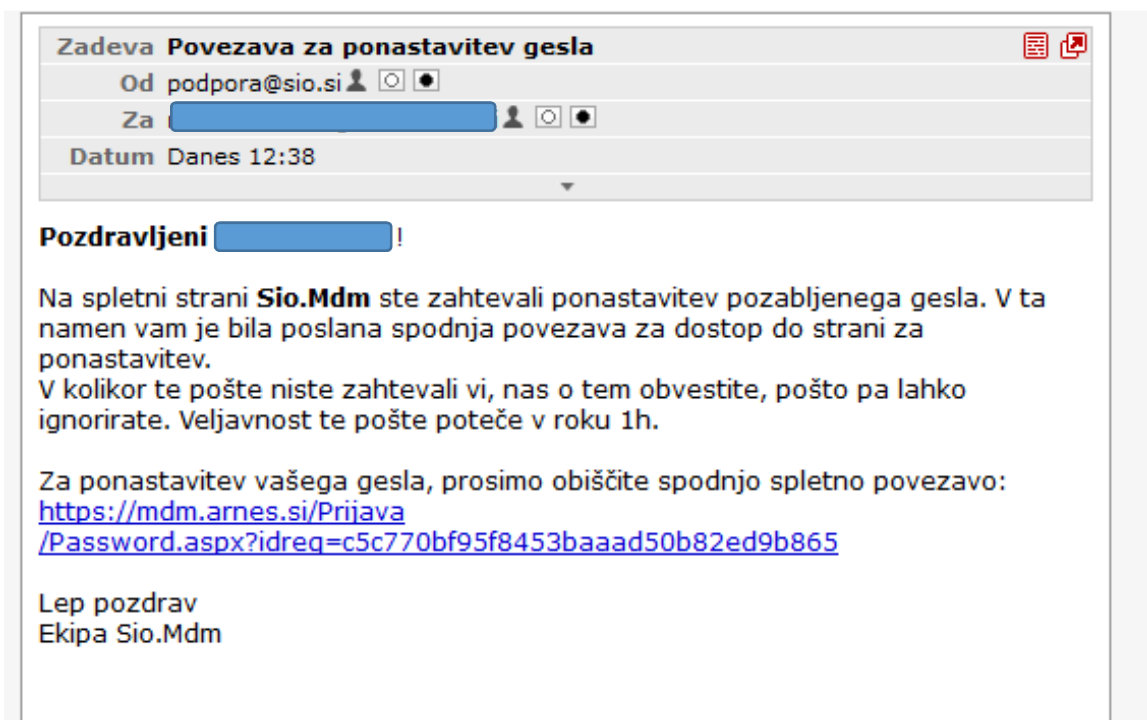 Zadeva Povezava za ponastavitev gesla
Od podpora@sio.si
Za
Datum Danes 12:38
Pozdravljeni !
Na spletni strani Sio.Mdm ste zahtevali ponastavitev pozabljenega gesla. V ta
namen vam je bila poslana spodnja povezava za dostop do strani za
ponastavitev.
V kolikor te pošte niste zahtevali vi, nas o tem obvestite, pošto pa lahko
ignorirate. Veljavnost te pošte poteče v roku 1h.
Za ponastavitev vašega gesla, prosimo obiščite spodnjo spletno povezavo:
https://mdm.arnes.si/Prijava
/Password.aspx?idreq=c5c770bf95f8453baaad50b82ed9b865
Lep pozdrav
Ekipa Sio.Mdm